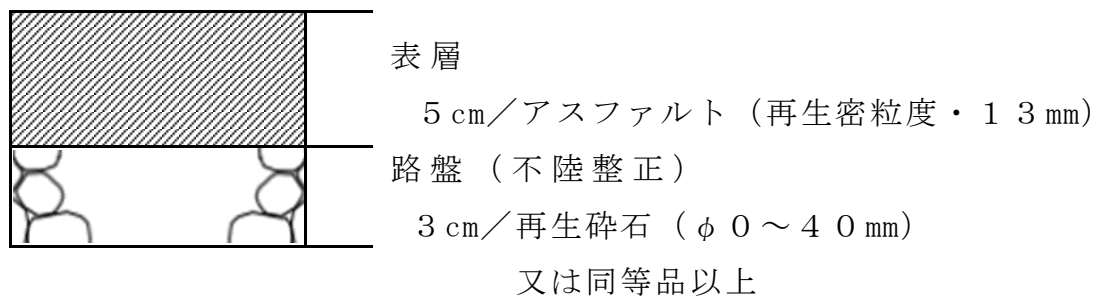 表層
5cm／アスファルト（再生密粒度・１３mm）
路盤（不陸整正）
３cm／再生砕石（φ０～４０mm）
又は同等品以上